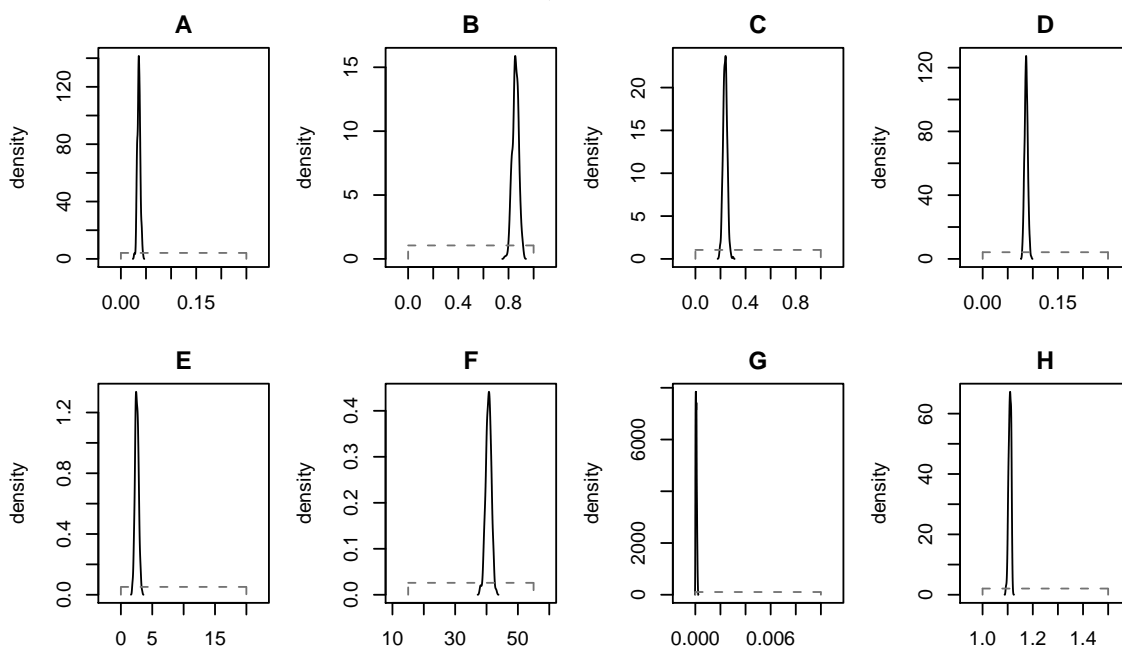 A B C D
density 0 40 80 120
density 0 5 10 15
density 0 5 10 15 20
density 0 20 40 60 80 120
0.00 0.15
0.0 0.4 0.8
0.0 0.4 0.8
0.00 0.15
E F G H
density 0.0 0.4 0.8 1.2
density 0.0 0.1 0.2 0.3 0.4
density 0 2000 6000
density 0 20 40 60
0 5 15
10 30 50
0.000 0.006
1.0 1.2 1.4